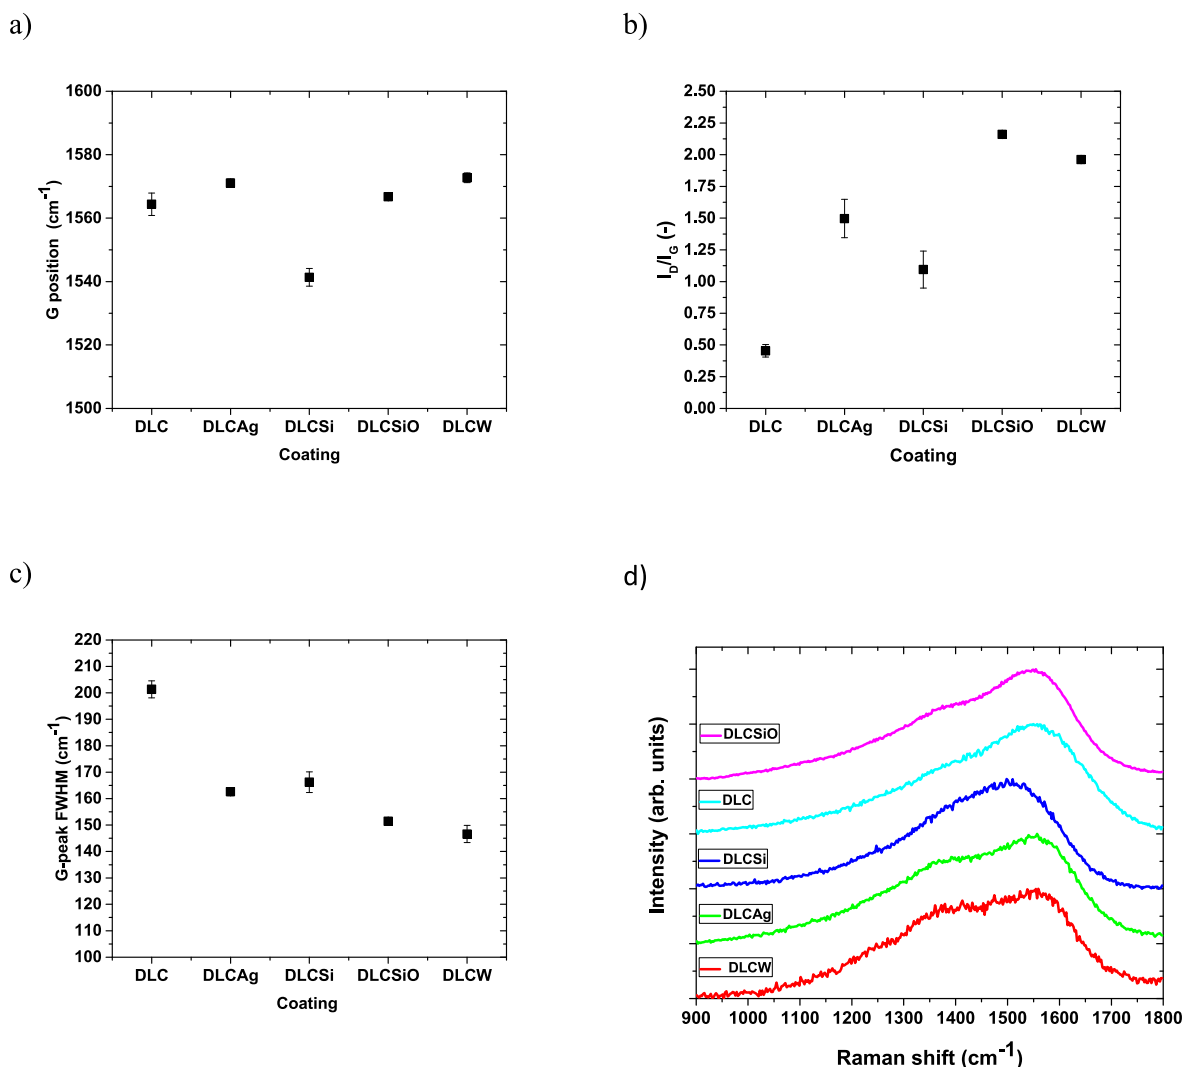 a)
b)
1600
1580
1560
1540
1520
1500
G position (cm-1)
DLC DLCAg DLCSi DLCSiO DLCW
Coating
2.50
2.25
2.00
1.75
1.50
1.25
1.00
0.75
0.50
0.25
0.00
ID/IG (-)
DLC DLCAg DLCSi DLCSiO DLCW
Coating
c)
d)
220
210
200
190
180
170
160
150
140
130
120
110
100
G-peak FWHM (cm-1)
DLC DLCAg DLCSi DLCSiO DLCW
Coating
Intensity (arb. units)
DLCSiO
DLC
DLCSi
DLCAg
DLCW
900 1000 1100 1200 1300 1400 1500 1600 1700 1800
Raman shift (cm-1)